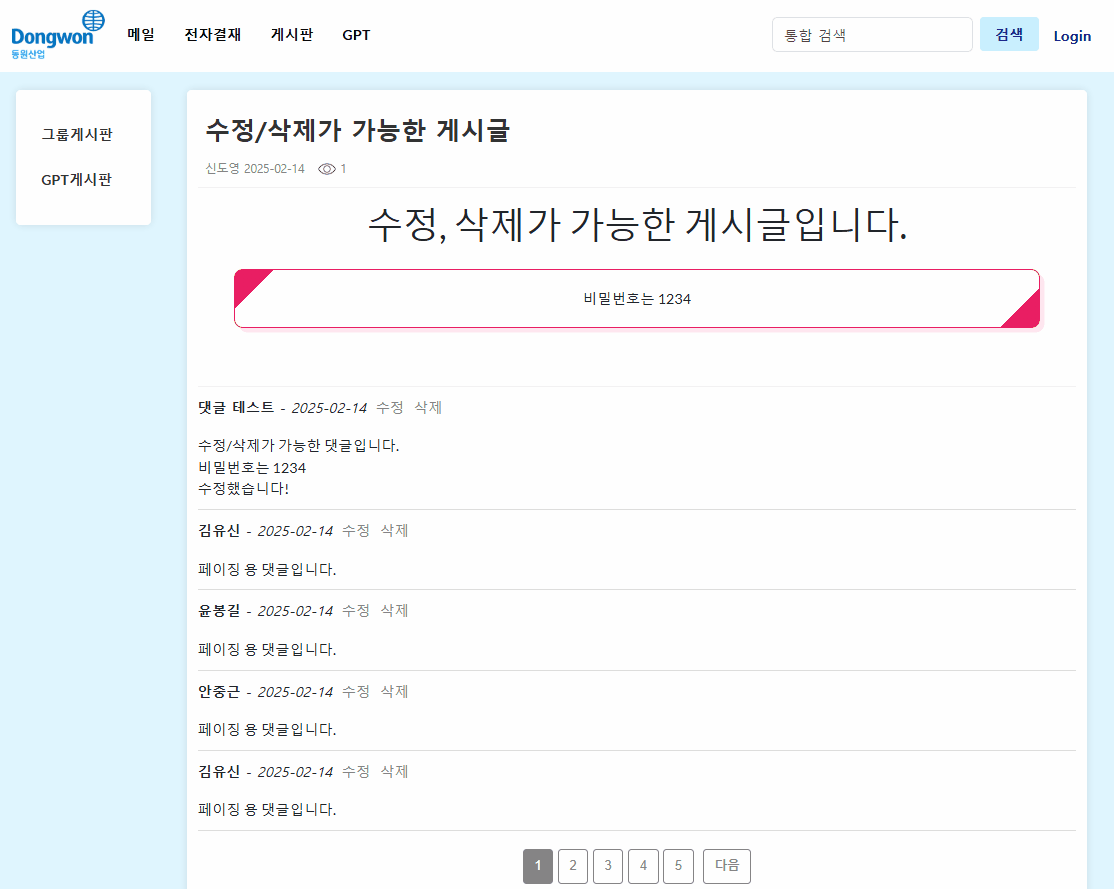 Dongwon
동원산업
메일 전자결재 게시판 GPT
통합 검색 검색 Login
그룹게시판
GPT게시판
수정/삭제가 가능한 게시글
신도영 2025-02-14 1
수정, 삭제가 가능한 게시글입니다.
비밀번호는 1234
댓글 테스트 - 2025-02-14 수정 삭제
수정/삭제가 가능한 댓글입니다.
비밀번호는 1234
수정했습니다!
김유신 - 2025-02-14 수정 삭제
페이징 용 댓글입니다.
윤봉길 - 2025-02-14 수정 삭제
페이징 용 댓글입니다.
안중근 - 2025-02-14 수정 삭제
페이징 용 댓글입니다.
김유신 - 2025-02-14 수정 삭제
페이징 용 댓글입니다.
1 2 3 4 5 다음